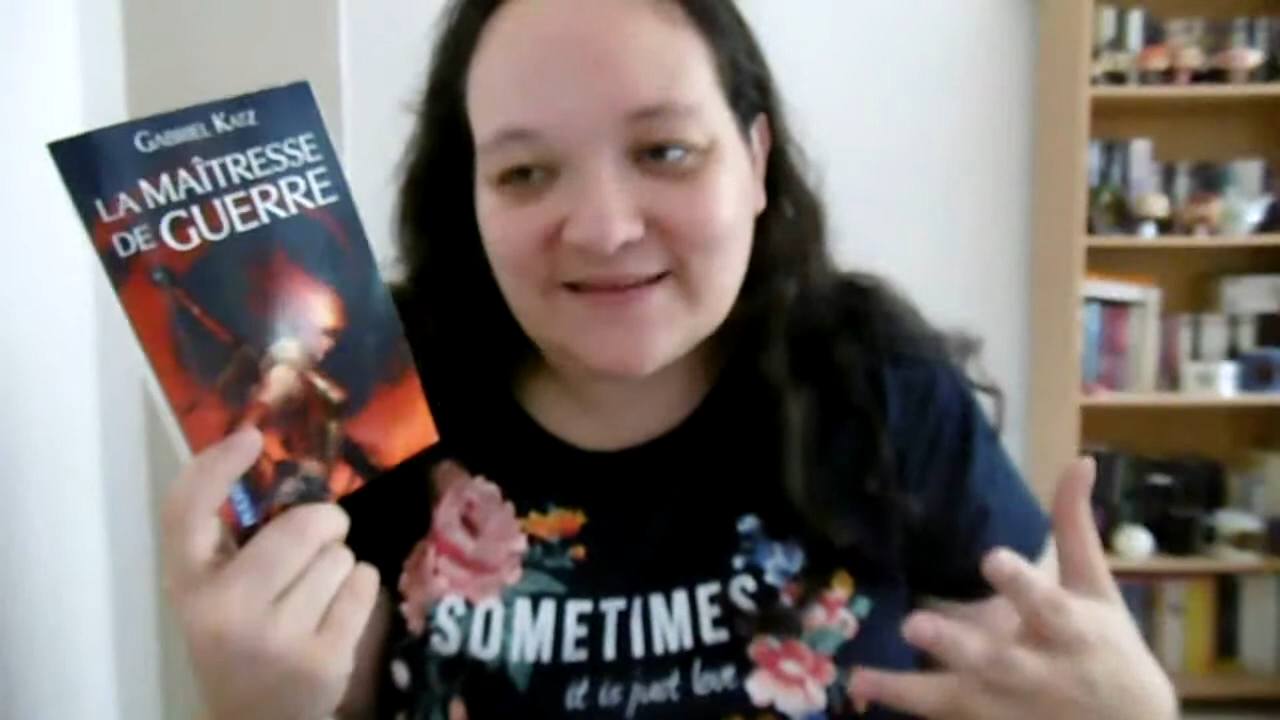 GABRIEL KATZ
LA MAÎTRESSE
DE GUERRE
SOMETIMES
it is just love